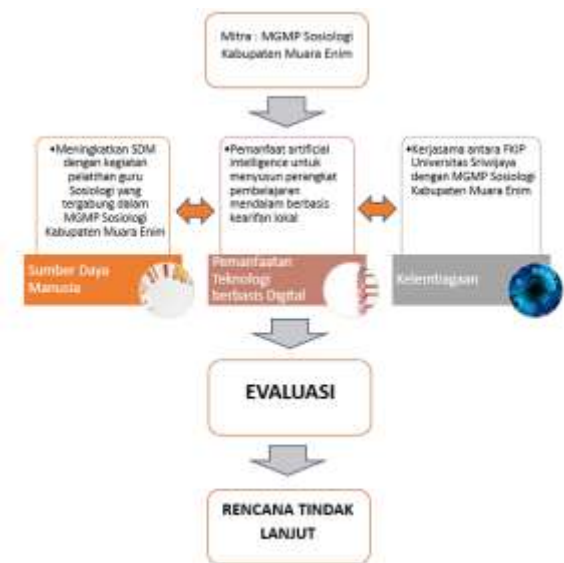 Mitra : MGMP Sosiologi
Kabupaten Muara Enim
•Meningkatkan SDM
dengan kegiatan
pelatihan guru
Sosiologi yang
tergabung dalam
MGMP Sosiologi
Kabupaten Muara Enim
Sumber Daya
Manusia
•Pemanfaat artificial
intelligence untuk
menyusun perangkat
pembelajaran
mendalam berbasis
kearifan lokal
Pemanfaatan
Teknologi
berbasis Digital
•Kerjasama antara FKIP
Universitas Sriwijaya
dengan MGMP Sosiologi
Kabupaten Muara Enim
Kelembagaan
EVALUASI
RENCANA TINDAK
LANJUT